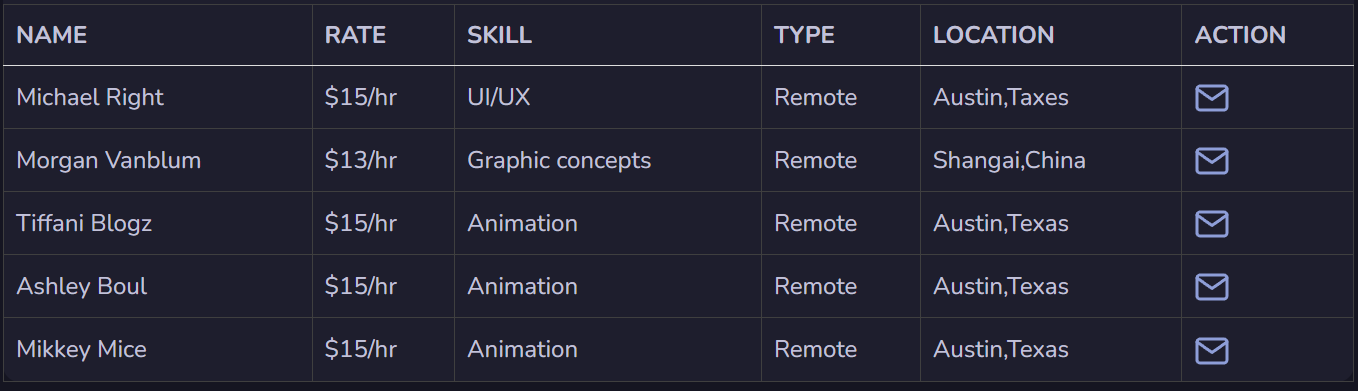 NAME RATE SKILL TYPE LOCATION ACTION
Michael Right $15/hr UI/UX Remote Austin,Taxes
Morgan Vanblum $13/hr Graphic concepts Remote Shangai,China
Tiffani Blogz $15/hr Animation Remote Austin,Texas
Ashley Boul $15/hr Animation Remote Austin,Texas
Mikkey Mice $15/hr Animation Remote Austin,Texas